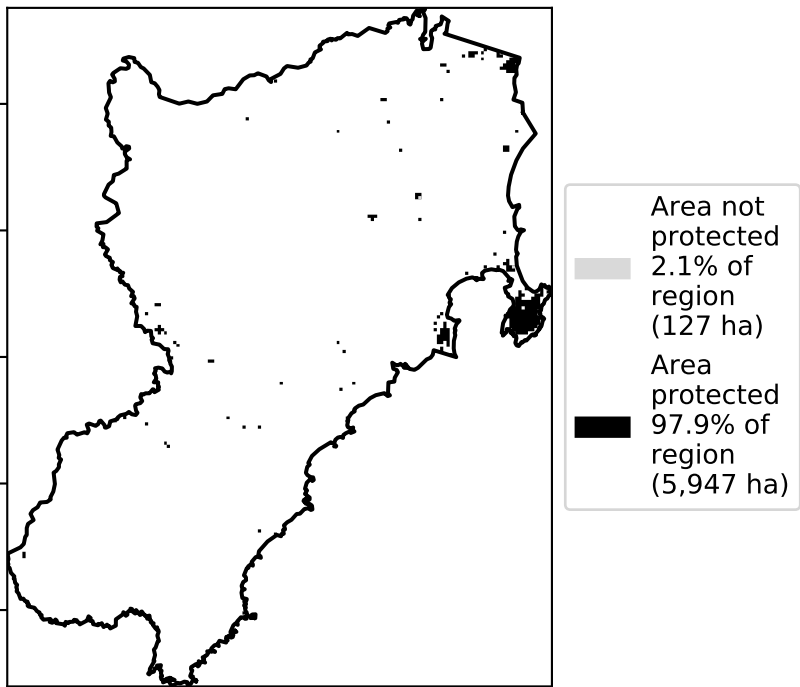 Area not
protected
2.1% of
region
(127 ha)
Area
protected
97.9% of
region
(5,947 ha)